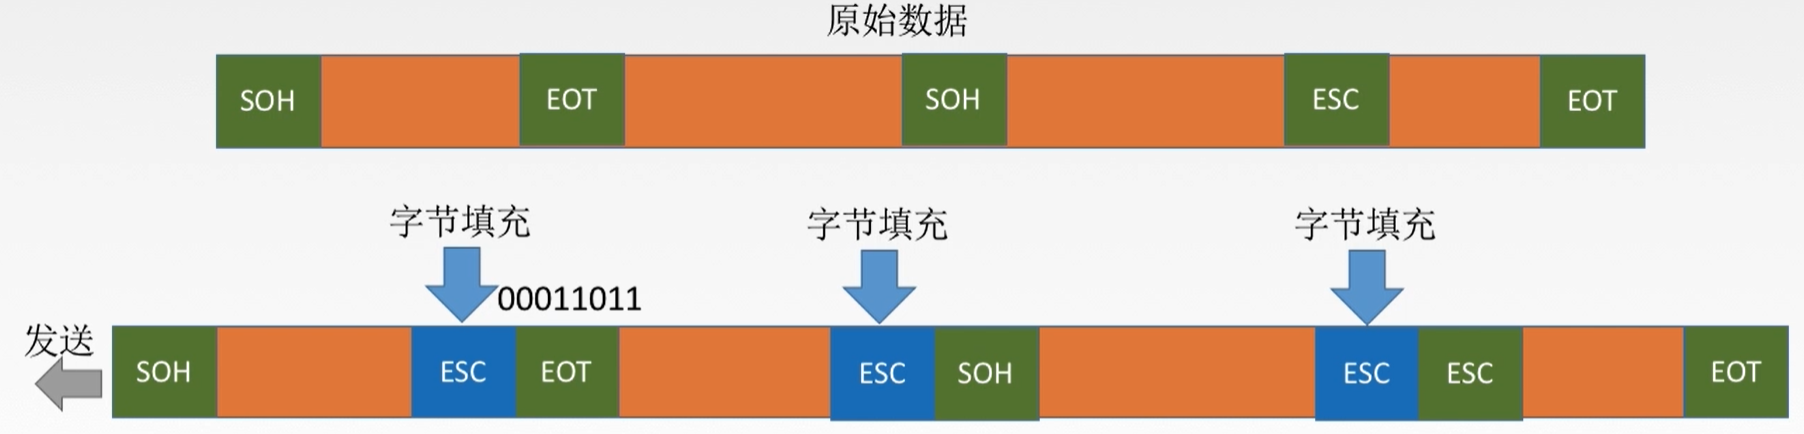 原始数据
SOH EOT SOH ESC EOT
字节填充 字节填充 字节填充
00011011
发送
SOH ESC EOT ESC SOH ESC ESC EOT